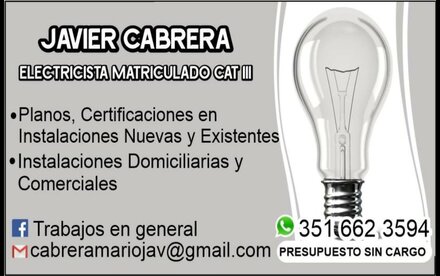 JAVIER CABRERA
ELECTRICISTA MATRICULADO CAT III
•Planos, Certificaciones en
Instalaciones Nuevas y Existentes
•Instalaciones Domiciliarias y
Comerciales
Trabajos en general
351 662 3594
cabreramariojav@gmail.com
PRESUPUESTO SIN CARGO